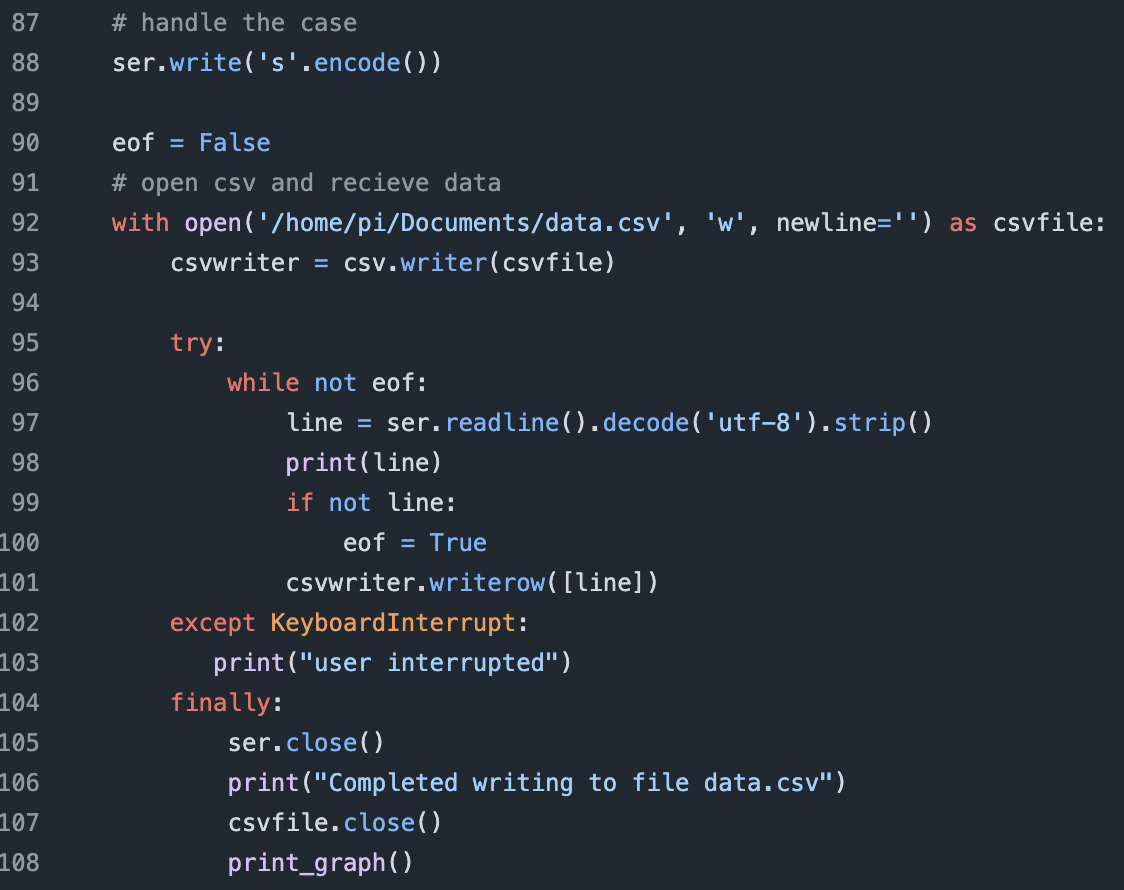 87    # handle the case
88    ser.write('s'.encode())
89
90    eof = False
91    # open csv and recieve data
92    with open('/home/pi/Documents/data.csv', 'w', newline='') as csvfile:
93        csvwriter = csv.writer(csvfile)
94
95        try:
96            while not eof:
97                line = ser.readline().decode('utf-8').strip()
98                print(line)
99                if not line:
100                    eof = True
101                csvwriter.writerow([line])
102        except KeyboardInterrupt:
103           print("user interrupted")
104        finally:
105            ser.close()
106            print("Completed writing to file data.csv")
107            csvfile.close()
108            print_graph()